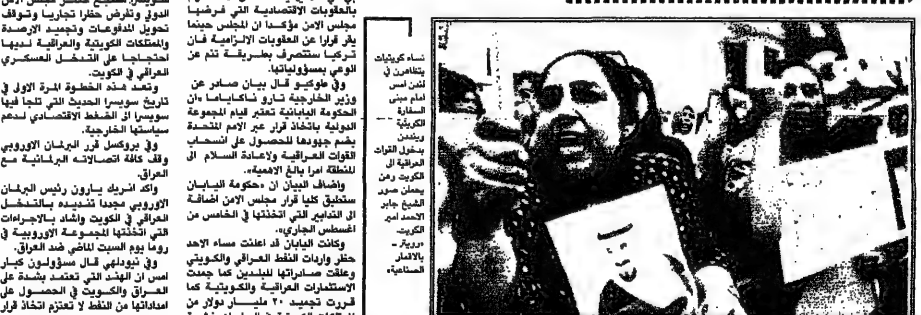 نساء كويتيات
يتظاهرن في
لندن امس
امام مبنى
السفارة
الكويتية
وينددن
بدخول القوات
العراقية الى
الكويت وهن
يحملن صور
الشيخ جابر
الاحمد امير
الكويت.
«رويتر ـ
بالاقمار
الصناعية»
بالعقوبات الاقتصادية التي فرضها
مجلس الامن مؤكدا ان المجلس حينما
يقر قرارا عن العقوبات الالزامية فان
تركيا ستتصرف بطريقة تنم عن
الوعي بمسؤولياتها.
وفي طوكيو قال بيان صادر عن
وزير الخارجية تارو ناكاياما «ان
الحكومة اليابانية تعتبر قيام المجموعة
الدولية باتخاذ قرار عبر الامم المتحدة
يضم جهودها للحصول على انسحاب
القوات العراقية ولاعادة السلام الى
المنطقة امرا بالغ الاهمية».
واضاف البيان ان «حكومة اليابان
ستطبق كليا قرار مجلس الامن اضافة
الى التدابير التي اتخذتها في الخامس من
اغسطس الجاري».
وكانت اليابان قد اعلنت مساء الاحد
حظر واردات النفط العراقي والكويتي
وعلقت صادراتها للبلدين كما جمدت
الاستثمارات العراقية والكويتية كما
قررت تجميد ٢٠ مليار دولار من
الدولي وتفرض حظرا تجاريا وتوقف
تحويل المدفوعات وتجميد الارصدة
والممتلكات الكويتية والعراقية لديها
احتجاجا على التدخل العسكري
العراقي في الكويت.
وتعد هذه الخطوة المرة الاولى في
تاريخ سويسرا الحديث التي تلجا فيها
سويسرا الى الضغط الاقتصادي لدعم
سياستها الخارجية.
وفي بروكسل قرر البرلمان الاوروبي
وقف كافة اتصالاته البرلمانية مع
العراق.
واكد انريك بارون رئيس البرلمان
الاوروبي مجددا تنديده بالتدخل
العراقي في الكويت واشاد بالاجراءات
التي اتخذتها المجموعة الاوروبية في
روما يوم السبت الماضي ضد العراق.
وفي نيودلهي قال مسؤولون كبار
امس ان الهند التي تعتمد بشدة على
العراق والكويت في الحصول على
امداداتها من النفط لا تعتزم اتخاذ قرار